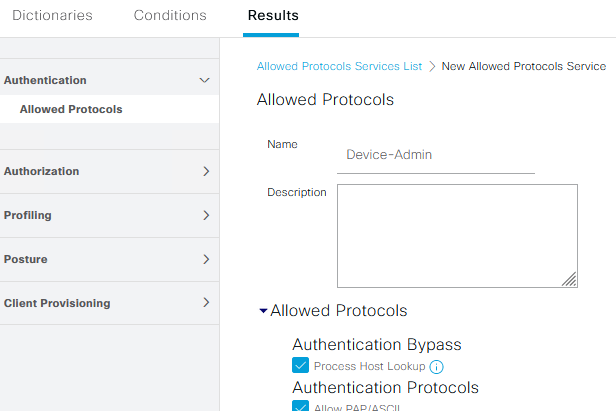 Dictionaries Conditions Results
Authentication
Allowed Protocols
Authorization
Profiling
Posture
Client Provisioning
Allowed Protocols Services List > New Allowed Protocols Service
Allowed Protocols
Name Device-Admin
Description
Allowed Protocols
Authentication Bypass
Process Host Lookup
Authentication Protocols
Allow PAP/ASCII